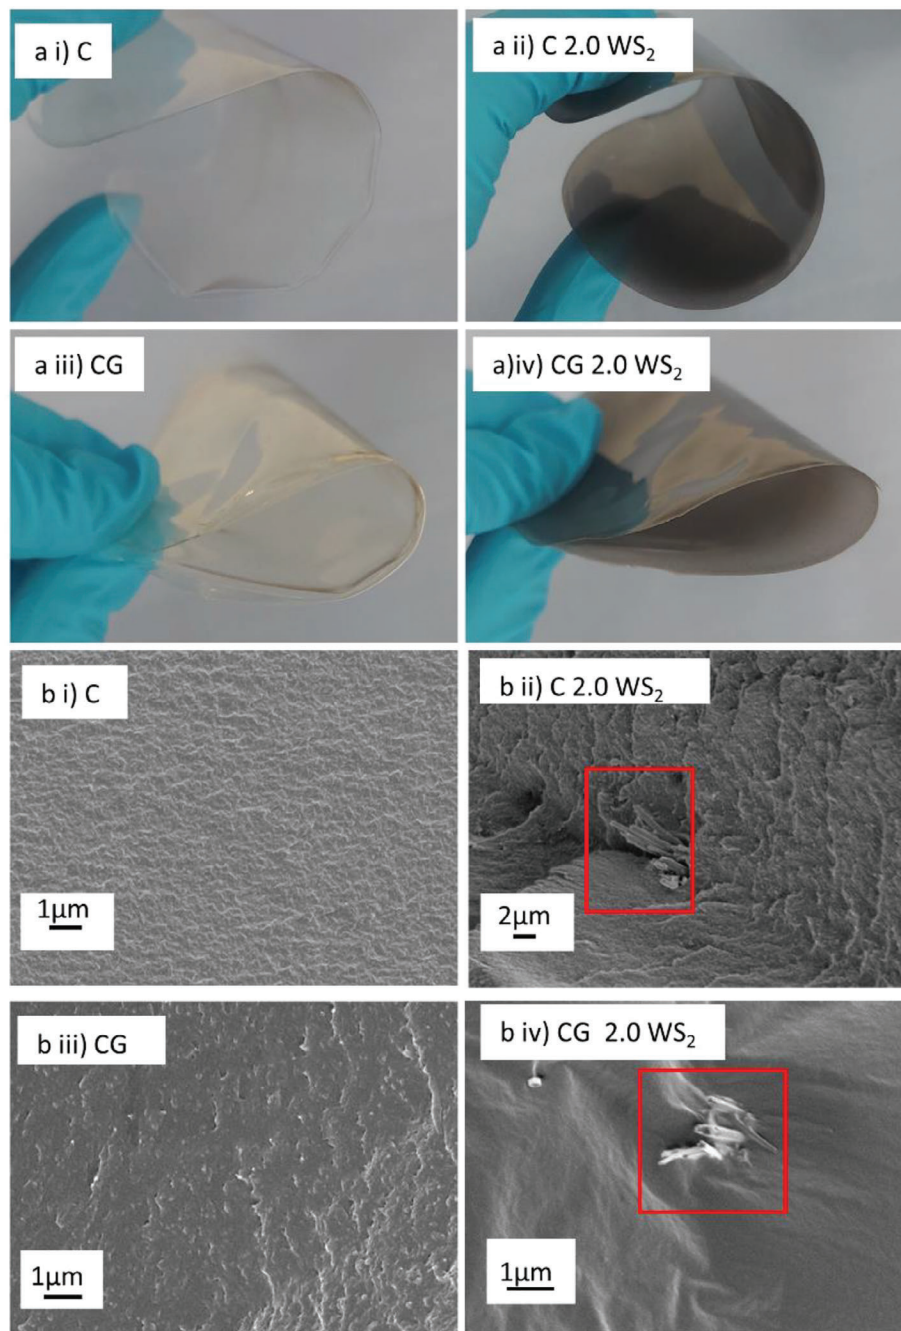 a i) C
a ii) C 2.0 WS₂
a iii) CG
a)iv) CG 2.0 WS₂
b i) C
b ii) C 2.0 WS₂
1µm
2µm
b iii) CG
b iv) CG 2.0 WS₂
1µm
1µm